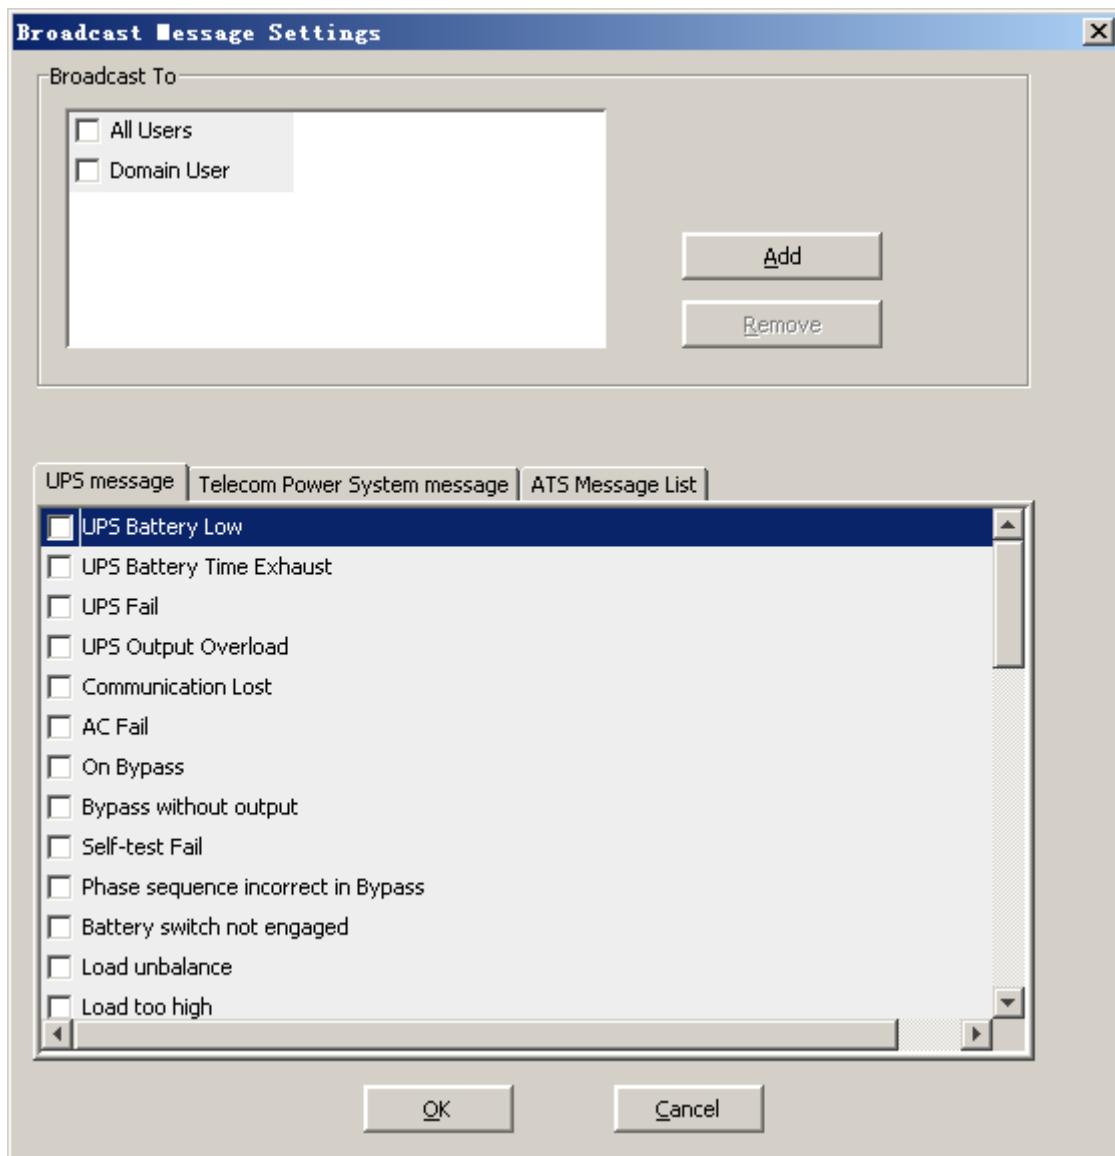 Broadcast Message Settings
Broadcast To
All Users
Domain User
Add
Remove
UPS message Telecom Power System message ATS Message List
UPS Battery Low
UPS Battery Time Exhaust
UPS Fail
UPS Output Overload
Communication Lost
AC Fail
On Bypass
Bypass without output
Self-test Fail
Phase sequence incorrect in Bypass
Battery switch not engaged
Load unbalance
Load too high
OK Cancel